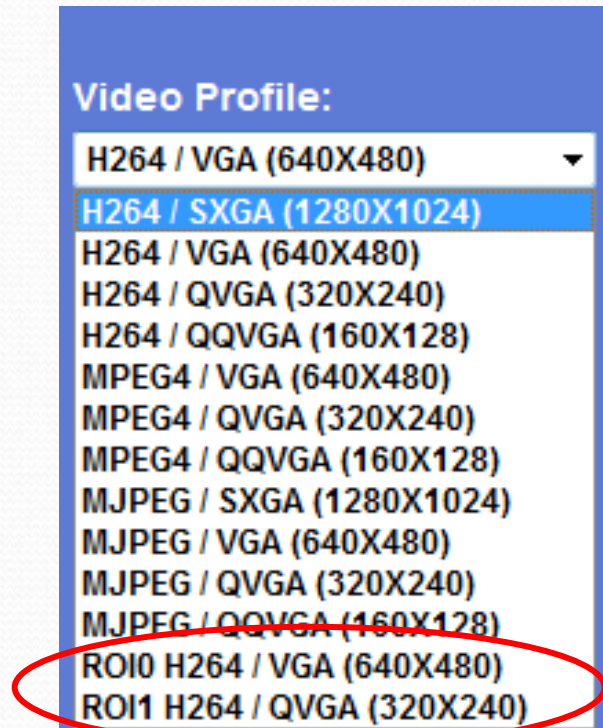 Video Profile:
H264 / VGA (640X480)
H264 / SXGA (1280X1024)
H264 / VGA (640X480)
H264 / QVGA (320X240)
H264 / QQVGA (160X128)
MPEG4 / VGA (640X480)
MPEG4 / QVGA (320X240)
MPEG4 / QQVGA (160X128)
MJPEG / SXGA (1280X1024)
MJPEG / VGA (640X480)
MJPEG / QVGA (320X240)
MJPEG / QQVGA (160X128)
ROI0 H264 / VGA (640X480)
ROI1 H264 / QVGA (320X240)